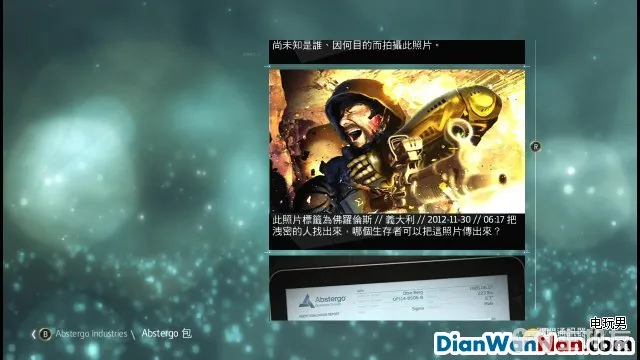 尚未知是誰、因何目的而拍攝此照片。
R
此照片標籤為佛羅倫斯 // 義大利 // 2012-11-30 // 06:17 把
洩密的人找出來，哪個生存者可以把這照片傳出來？
Abstergo
Sigma
B Abstergo Industries \ Abstergo 包
电玩男
DianWanNan.com